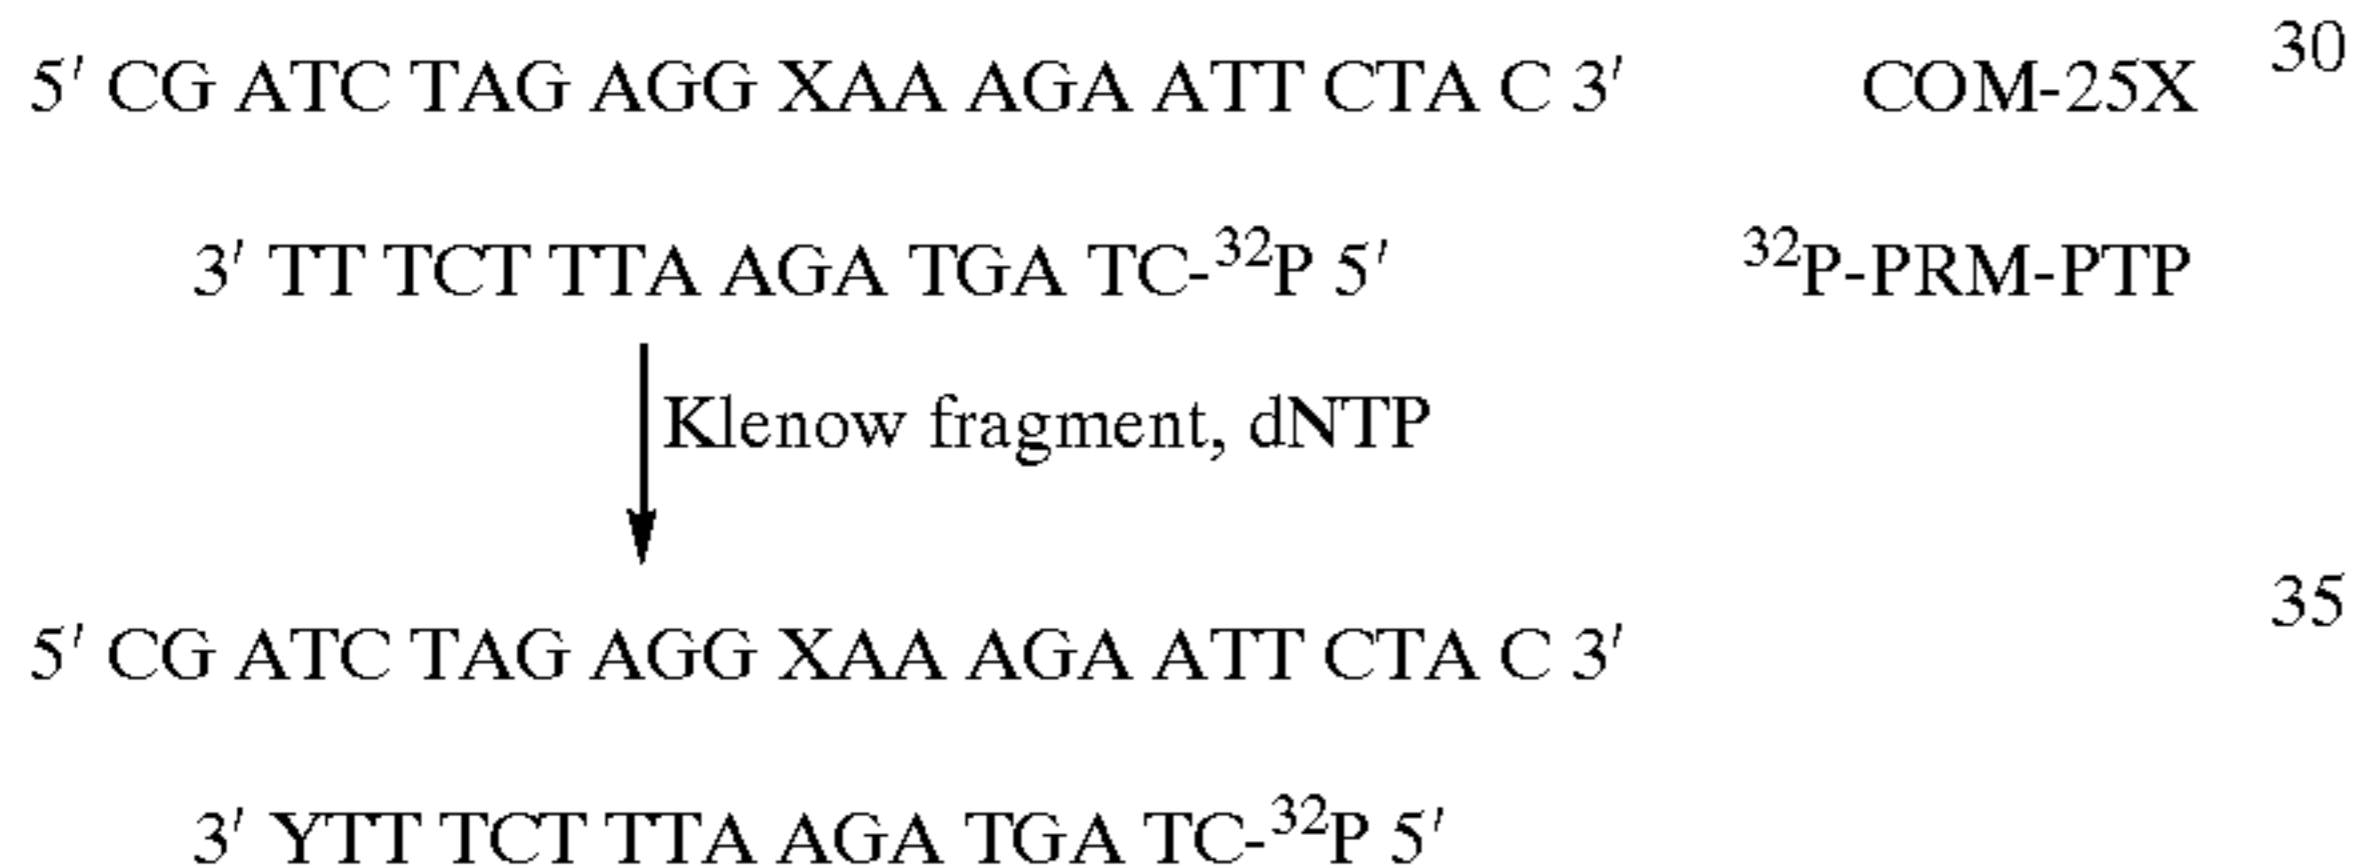 5′ CG ATC TAG AGG XAA AGA ATT CTA C 3′ COM-25X 30
3′ TT TCT TTA AGA TGA TC-³²P 5′ ³²P-PRM-PTP
Klenow fragment, dNTP
35
5′ CG ATC TAG AGG XAA AGA ATT CTA C 3′
3′ YTT TCT TTA AGA TGA TC-³²P 5′